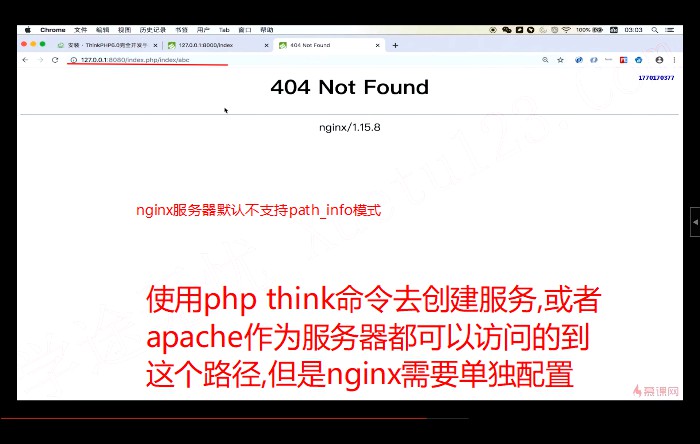 Chrome 文件 编辑 视图 历史记录 书签 用户 Tab 窗口 帮助 100% 03:03
安装 - ThinkPHP6.0完全开发手 127.0.0.1:8000/index 404 Not Found
127.0.0.1:8080/index.php/index/abc
1770170377
404 Not Found
nginx/1.15.8
nginx服务器默认不支持path_info模式
使用php think命令去创建服务,或者
apache作为服务器都可以访问的到
这个路径,但是nginx需要单独配置
慕课网